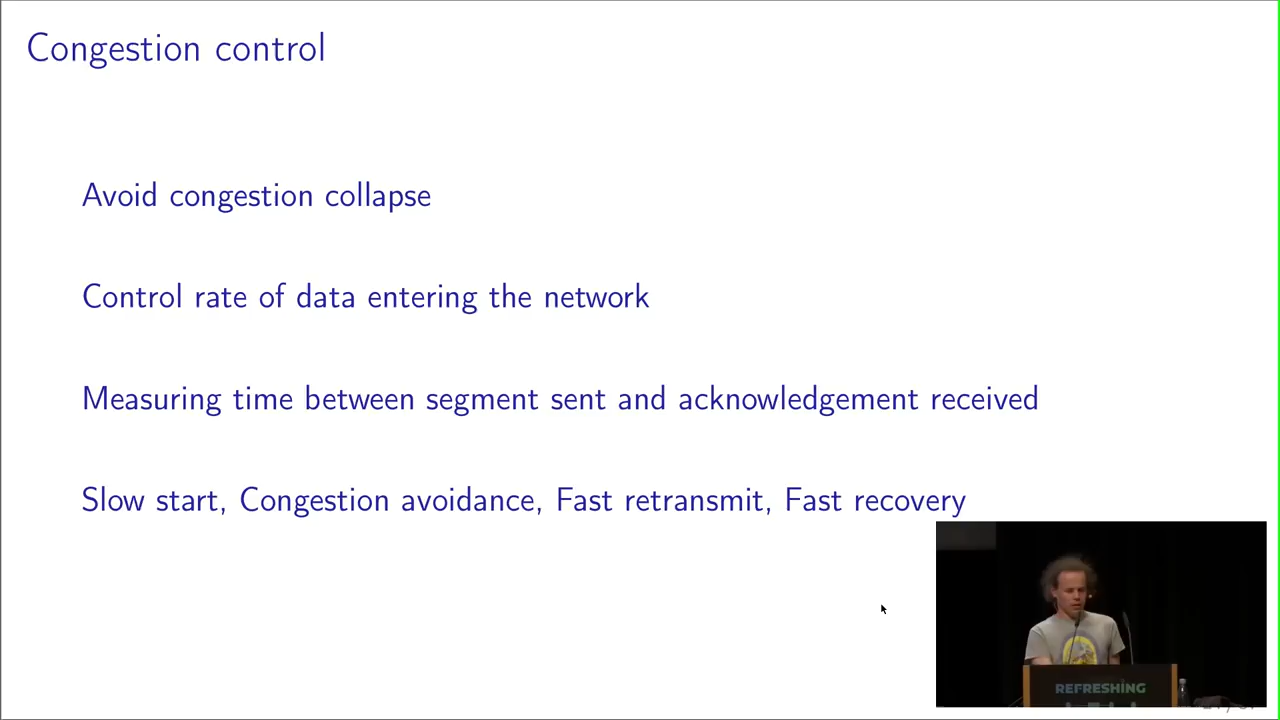 Congestion control
Avoid congestion collapse
Control rate of data entering the network
Measuring time between segment sent and acknowledgement received
Slow start, Congestion avoidance, Fast retransmit, Fast recovery
REFRESHING